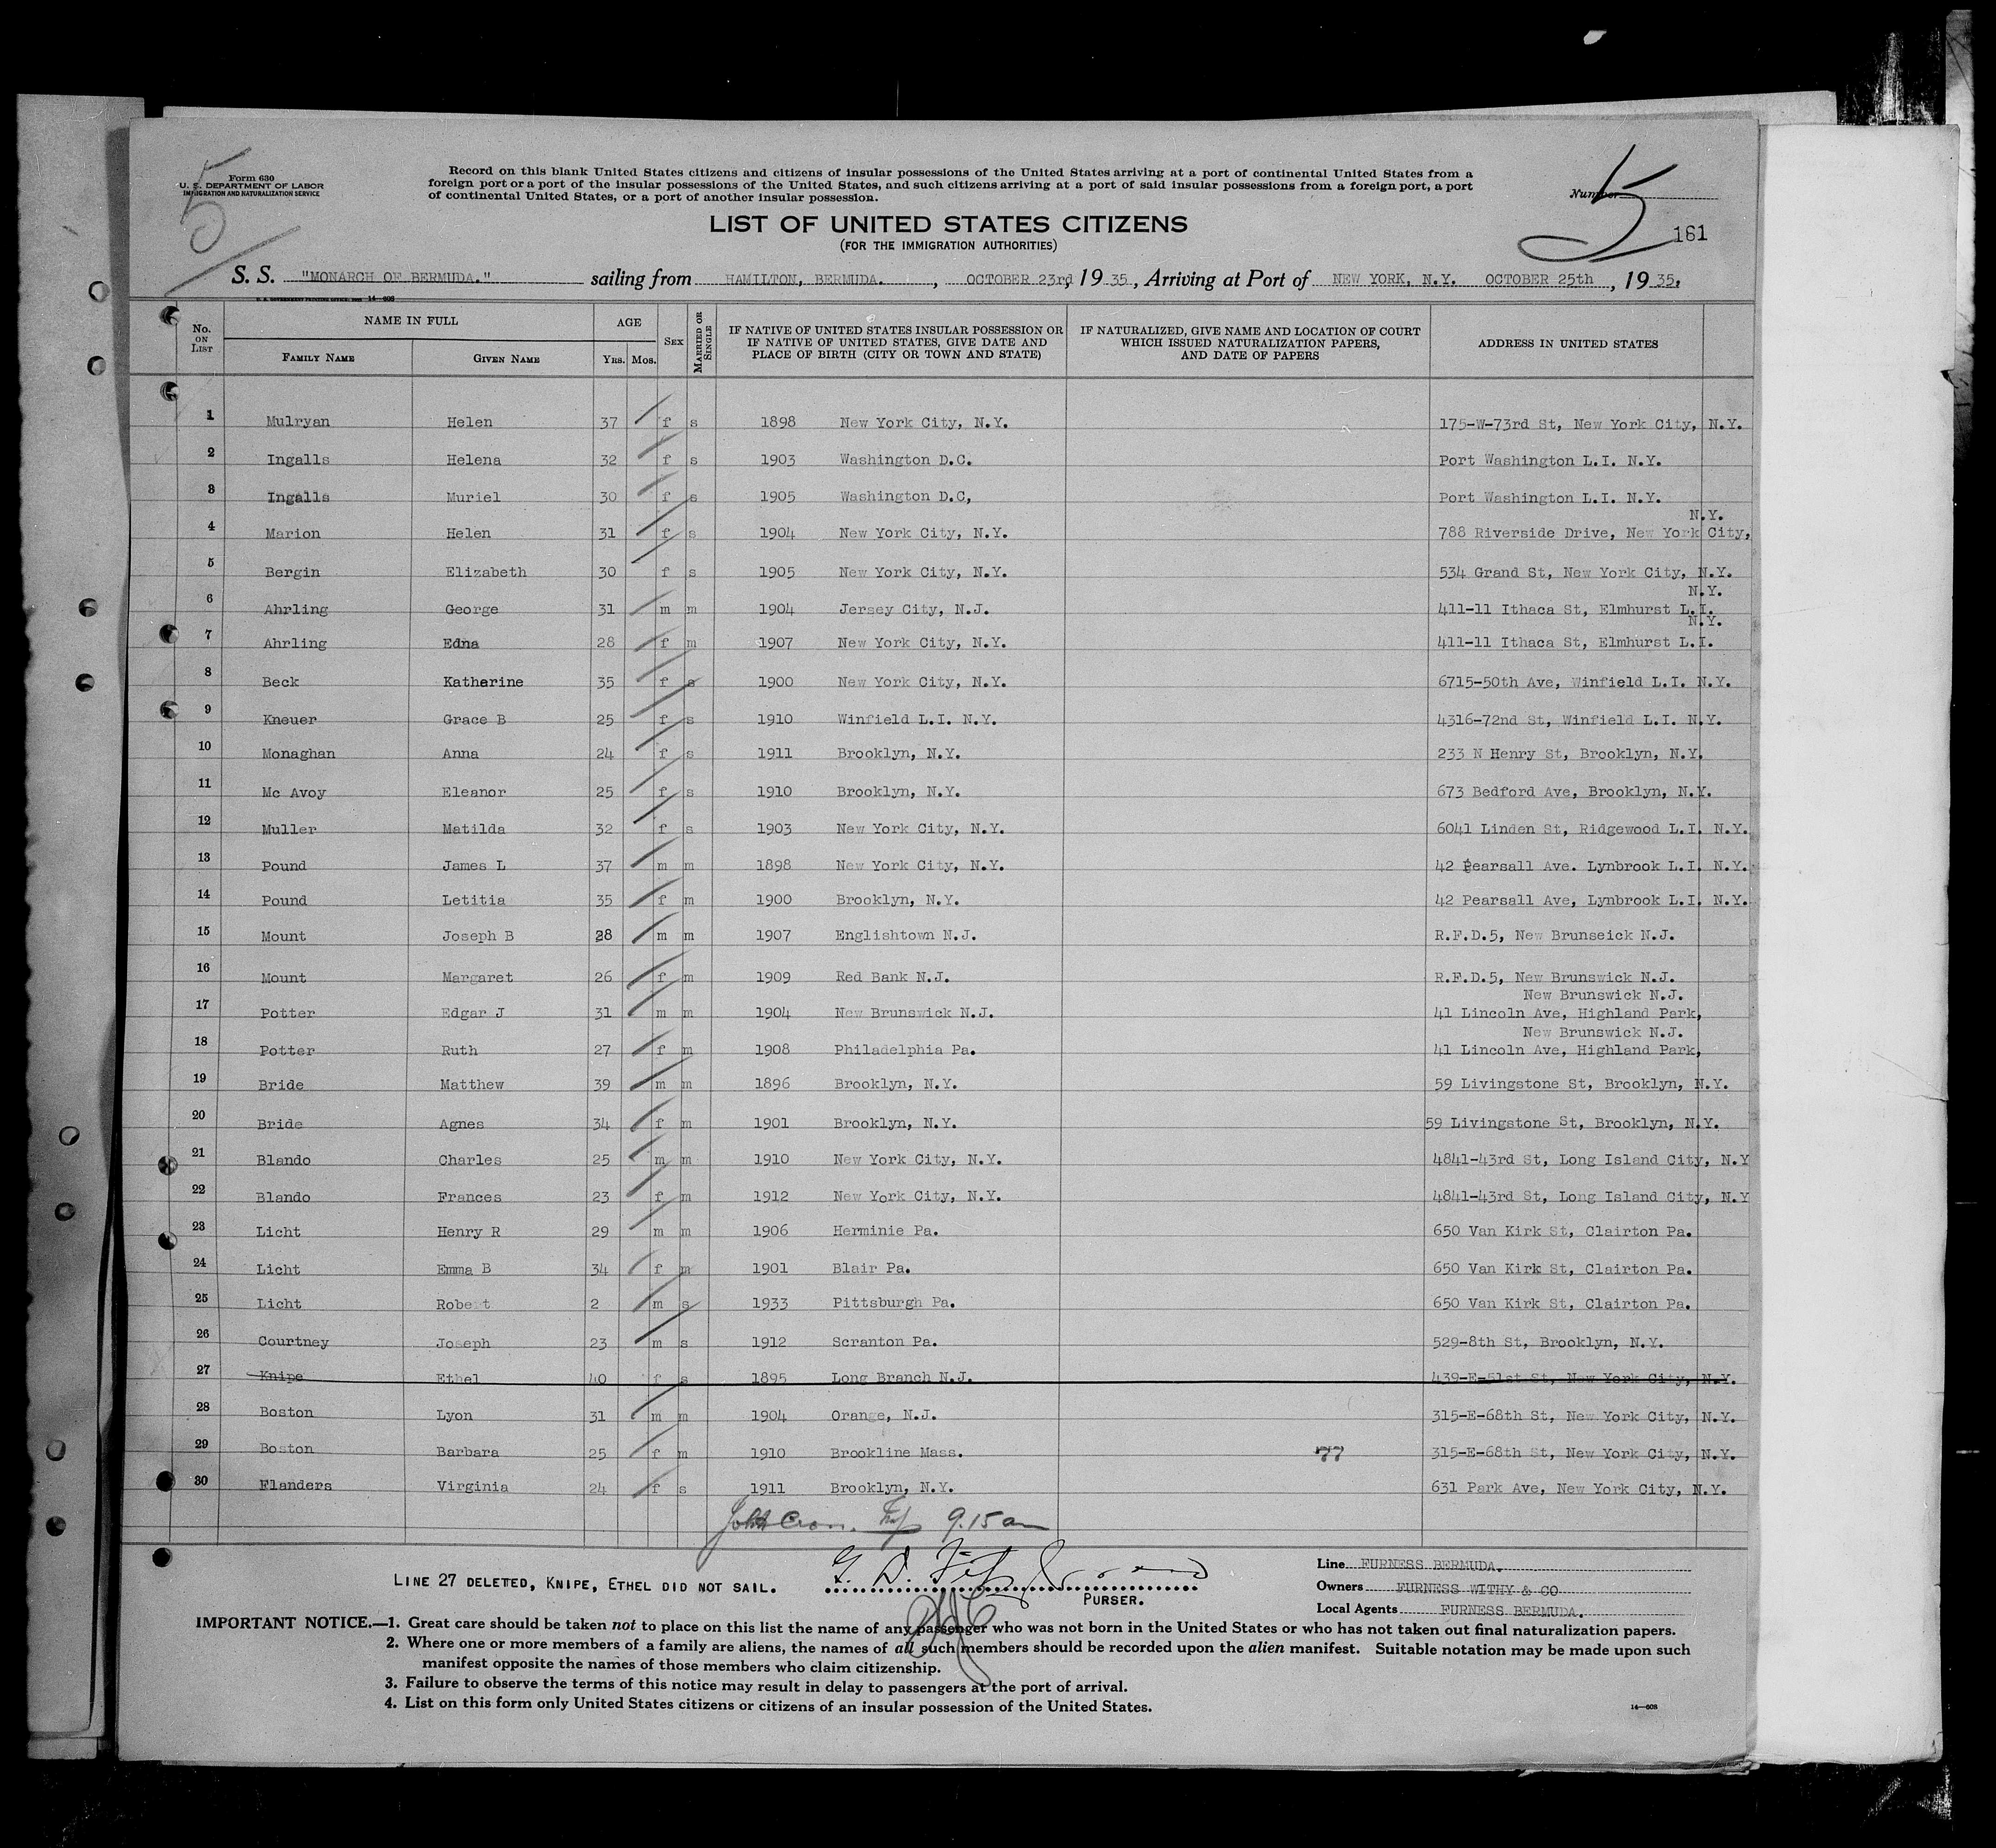 5
Form 630
U. S. DEPARTMENT OF LABOR
IMMIGRATION AND NATURALIZATION SERVICE
Record on this blank United States citizens and citizens of insular possessions of the United States arriving at a port of continental United States from a
foreign port or a port of the insular possessions of the United States, and such citizens arriving at a port of said insular possessions from a foreign port, a port
of continental United States, or a port of another insular possession.
Number 5
181
LIST OF UNITED STATES CITIZENS
(FOR THE IMMIGRATION AUTHORITIES)
S. S. "MONARCH OF BERMUDA." sailing from HAMILTON, BERMUDA. , OCTOBER 23rd, 19 35, Arriving at Port of NEW YORK, N.Y. OCTOBER 25th , 19 35.
U. S. GOVERNMENT PRINTING OFFICE: 14—608
No. ON LIST NAME IN FULL AGE SEX MARRIED OR SINGLE IF NATIVE OF UNITED STATES INSULAR POSSESSION OR IF NATIVE OF UNITED STATES, GIVE DATE AND PLACE OF BIRTH (CITY OR TOWN AND STATE) IF NATURALIZED, GIVE NAME AND LOCATION OF COURT WHICH ISSUED NATURALIZATION PAPERS, AND DATE OF PAPERS ADDRESS IN UNITED STATES
FAMILY NAME GIVEN NAME YRS. MOS.
1 Mulryan Helen 37 f s 1898 New York City, N.Y. 175-W-73rd St, New York City, N.Y.
2 Ingalls Helena 32 f s 1903 Washington D.C. Port Washington L.I. N.Y.
3 Ingalls Muriel 30 f s 1905 Washington D.C, Port Washington L.I. N.Y.
N.Y.
4 Marion Helen 31 f s 1904 New York City, N.Y. 788 Riverside Drive, New York City,
5 Bergin Elizabeth 30 f s 1905 New York City, N.Y. 534 Grand St, New York City, N.Y.
N.Y.
6 Ahrling George 31 m m 1904 Jersey City, N.J. 411-11 Ithaca St, Elmhurst L.I.
N.Y.
7 Ahrling Edna 28 f m 1907 New York City, N.Y. 411-11 Ithaca St, Elmhurst L.I.
8 Beck Katherine 35 f s 1900 New York City, N.Y. 6715-50th Ave, Winfield L.I. N.Y.
9 Kneuer Grace B 25 f s 1910 Winfield L.I. N.Y. 4316-72nd St, Winfield L.I. N.Y.
10 Monaghan Anna 24 f s 1911 Brooklyn, N.Y. 233 N Henry St, Brooklyn, N.Y.
11 Mc Avoy Eleanor 25 f s 1910 Brooklyn, N.Y. 673 Bedford Ave, Brooklyn, N.Y.
12 Muller Matilda 32 f s 1903 New York City, N.Y. 6041 Linden St, Ridgewood L.I. N.Y.
13 Pound James L 37 m m 1898 New York City, N.Y. 42 Pearsall Ave. Lynbrook L.I. N.Y.
14 Pound Letitia 35 f m 1900 Brooklyn, N.Y. 42 Pearsall Ave, Lynbrook L.I. N.Y.
15 Mount Joseph B 28 m m 1907 Englishtown N.J. R.F.D.5, New Brunseick N.J.
16 Mount Margaret 26 f m 1909 Red Bank N.J. R.F.D.5, New Brunswick N.J.
New Brunswick N.J.
17 Potter Edgar J 31 m m 1904 New Brunswick N.J. 41 Lincoln Ave, Highland Park,
New Brunswick N.J.
18 Potter Ruth 27 f m 1908 Philadelphia Pa. 41 Lincoln Ave, Highland Park,
19 Bride Matthew 39 m m 1896 Brooklyn, N.Y. 59 Livingstone St, Brooklyn, N.Y.
20 Bride Agnes 34 f m 1901 Brooklyn, N.Y. 59 Livingstone St, Brooklyn, N.Y.
21 Blando Charles 25 m m 1910 New York City, N.Y. 4841-43rd St, Long Island City, N.Y
22 Blando Frances 23 f m 1912 New York City, N.Y. 4841-43rd St, Long Island City, N.Y
23 Licht Henry R 29 m m 1906 Herminie Pa. 650 Van Kirk St, Clairton Pa.
24 Licht Emma B 34 f m 1901 Blair Pa. 650 Van Kirk St, Clairton Pa.
25 Licht Robert 2 m s 1933 Pittsburgh Pa. 650 Van Kirk St, Clairton Pa.
26 Courtney Joseph 23 m s 1912 Scranton Pa. 529-8th St, Brooklyn, N.Y.
27 Knipe Ethel 40 f s 1895 Long Branch N.J. 439-E-51st St, New York City, N.Y.
28 Boston Lyon 31 m m 1904 Orange, N.J. 315-E-68th St, New York City, N.Y.
29 Boston Barbara 25 f m 1910 Brookline Mass. 77 315-E-68th St, New York City, N.Y.
30 Flanders Virginia 24 f s 1911 Brooklyn, N.Y. 631 Park Ave, New York City, N.Y.
9.15 am
LINE 27 DELETED, KNIPE, ETHEL DID NOT SAIL.
PURSER.
Line FURNESS BERMUDA.
Owners FURNESS WITHY & CO
Local Agents FURNESS BERMUDA.
IMPORTANT NOTICE.—1. Great care should be taken not to place on this list the name of any passenger who was not born in the United States or who has not taken out final naturalization papers.
2. Where one or more members of a family are aliens, the names of all such members should be recorded upon the alien manifest. Suitable notation may be made upon such
manifest opposite the names of those members who claim citizenship.
3. Failure to observe the terms of this notice may result in delay to passengers at the port of arrival.
4. List on this form only United States citizens or citizens of an insular possession of the United States.
14—608